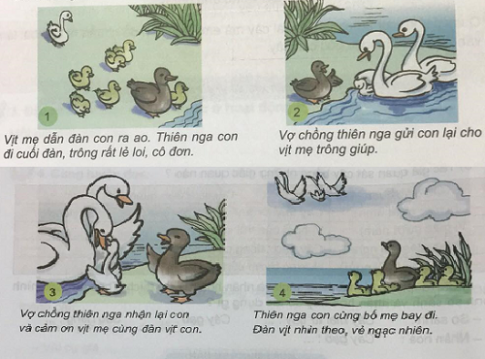 1
Vịt mẹ dẫn đàn con ra ao. Thiên nga con
đi cuối đàn, trông rất lẻ loi, cô đơn.
2
Vợ chồng thiên nga gửi con lại cho
vịt mẹ trông giúp.
3
Vợ chồng thiên nga nhận lại con
và cảm ơn vịt mẹ cùng đàn vịt con.
4
Thiên nga con cùng bố mẹ bay đi.
Đàn vịt nhìn theo, vẻ ngạc nhiên.